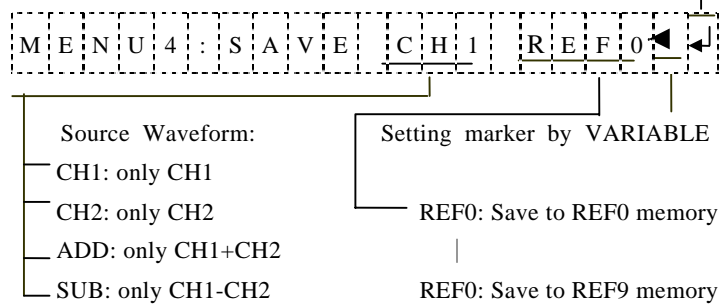 MENU4:SAVE CH1 REF0
Source Waveform:
Setting marker by VARIABLE
CH1: only CH1
CH2: only CH2
REF0: Save to REF0 memory
ADD: only CH1+CH2
SUB: only CH1-CH2
REF0: Save to REF9 memory